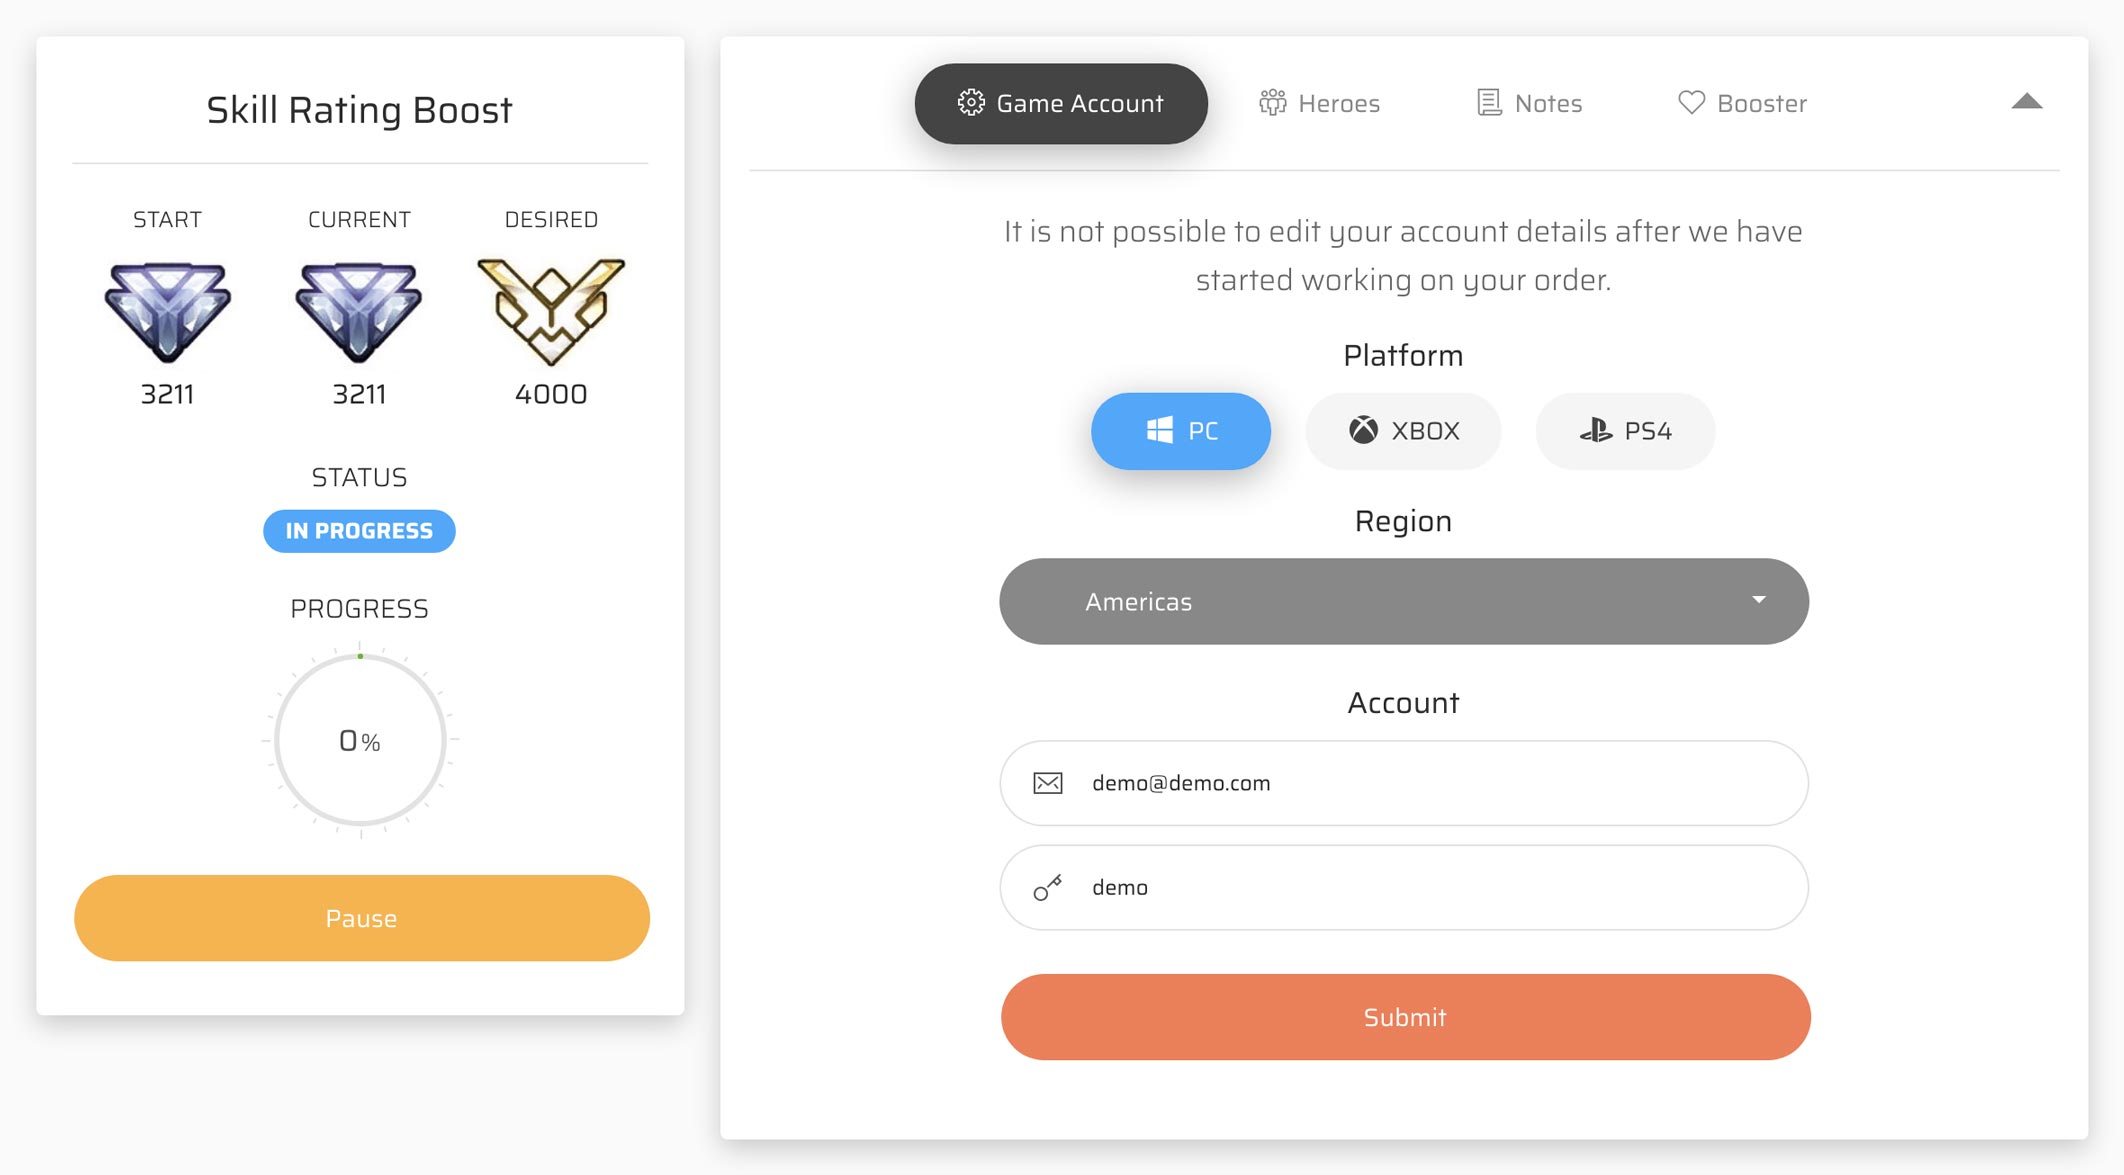 Skill Rating Boost
START CURRENT DESIRED
3211 3211 4000
STATUS
IN PROGRESS
PROGRESS
0%
Pause
Game Account Heroes Notes Booster
It is not possible to edit your account details after we have
started working on your order.
Platform
PC XBOX PS4
Region
Americas
Account
demo@demo.com
demo
Submit